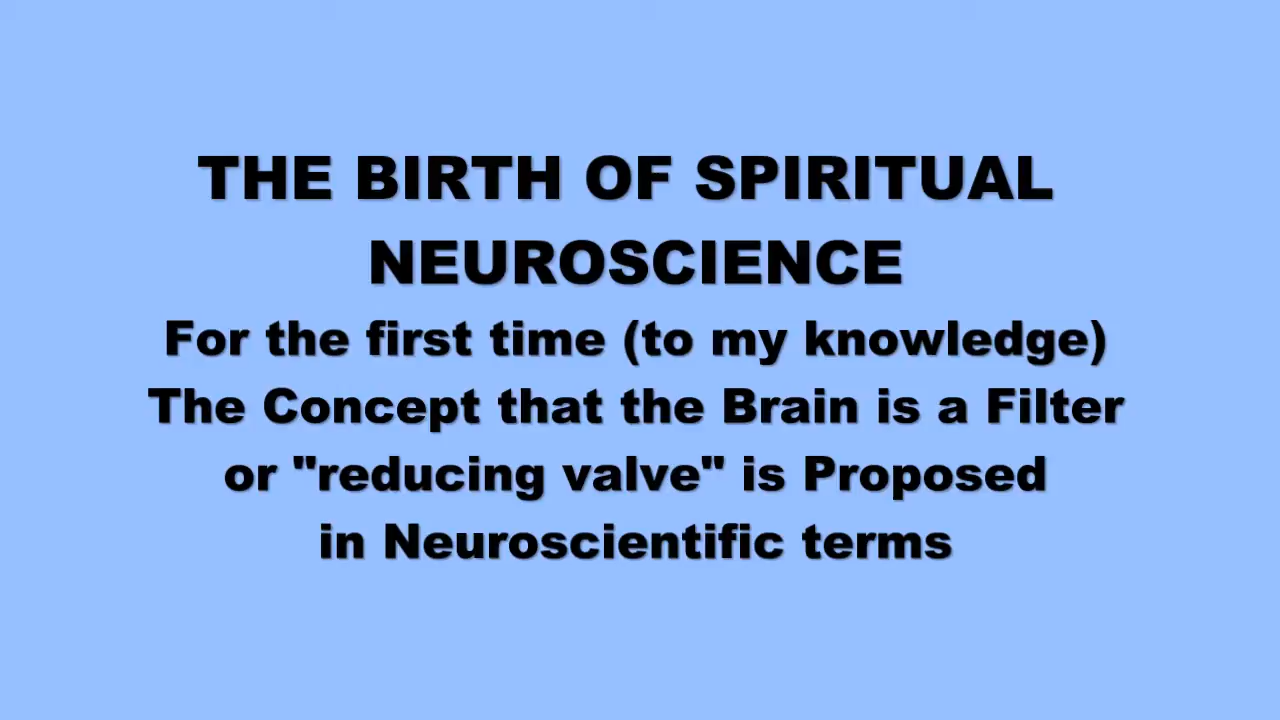 THE BIRTH OF SPIRITUAL
NEUROSCIENCE
For the first time (to my knowledge)
The Concept that the Brain is a Filter
or "reducing valve" is Proposed
in Neuroscientific terms